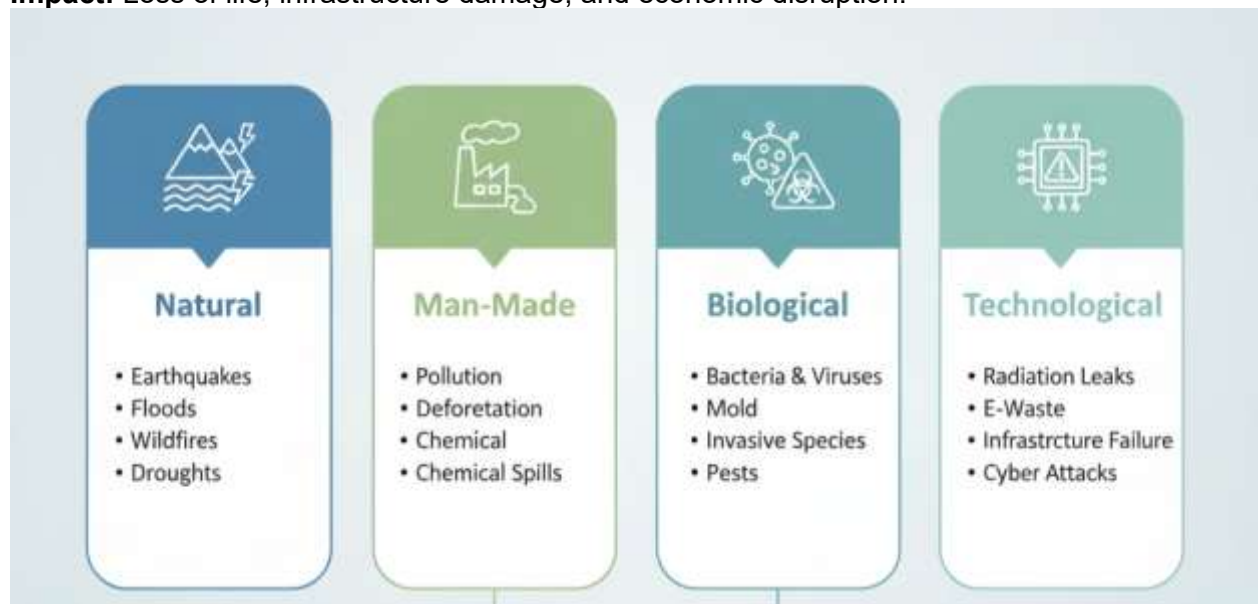 Impact: Loss of life, infrastructure damage, and economic disruption.
Natural
• Earthquakes
• Floods
• Wildfires
• Droughts
Man-Made
• Pollution
• Deforetation
• Chemical
• Chemical Spills
Biological
• Bacteria & Viruses
• Mold
• Invasive Species
• Pests
Technological
• Radiation Leaks
• E-Waste
• Infrastrcture Failure
• Cyber Attacks